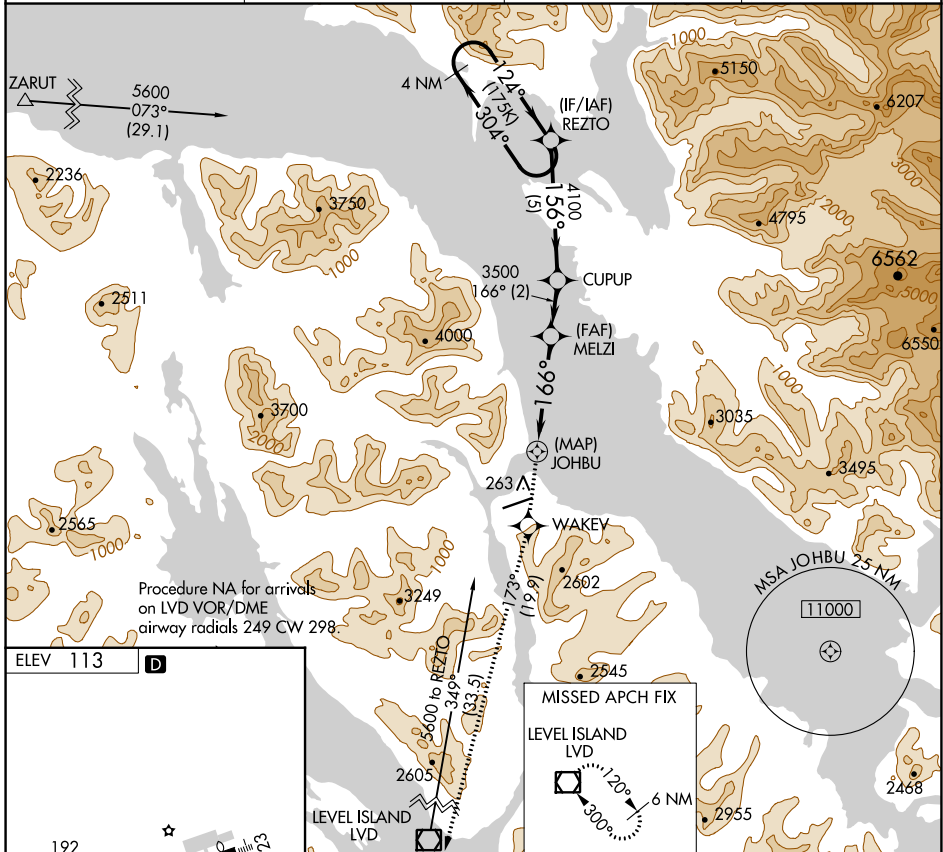 ZARUT
5600
073°
(29.1)
4 NM
124°
(175K)
304°
(IF/IAF)
REZTO
4100
156°
(5)
CUPUP
3500
166° (2)
(FAF)
MELZI
166°
(MAP)
JOHBU
263
WAKEV
173°
(19.9)
1000
5150
6207
3000
2000
4795
6562
5000
6550
1000
3035
3495
2236
3750
1000
2511
4000
3700
2000
2565
1000
1000
3249
2602
2545
Procedure NA for arrivals
on LVD VOR/DME
airway radials 249 CW 298.
5600 to REZTO
349°
(33.5)
2605
LEVEL ISLAND
LVD
MSA JOHBU 25 NM
11000
MISSED APCH FIX
LEVEL ISLAND
LVD
120°
300°
6 NM
2955
2468
ELEV 113
D
192
23